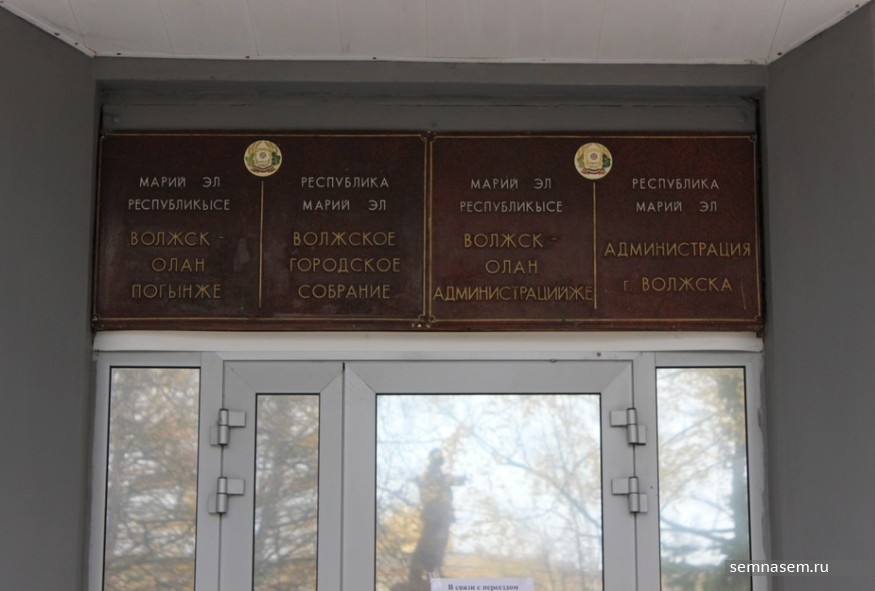 МАРИЙ ЭЛ
РЕСПУБЛИКЫСЕ
ВОЛЖСК -
ОЛАН
ПОГЫНЖЕ
РЕСПУБЛИКА
МАРИЙ ЭЛ
ВОЛЖСКОЕ
ГОРОДСКОЕ
СОБРАНИЕ
МАРИЙ ЭЛ
РЕСПУБЛИКЫСЕ
ВОЛЖСК -
ОЛАН
АДМИНИСТРАЦИЙЖЕ
РЕСПУБЛИКА
МАРИЙ ЭЛ
АДМИНИСТРАЦИЯ
г. ВОЛЖСКА
В связи с переездом
semnasem.ru